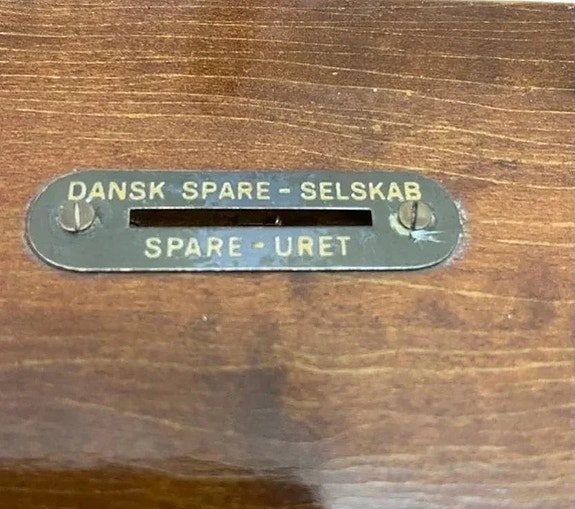 DANSK SPARE - SELSKAB
SPARE - URET